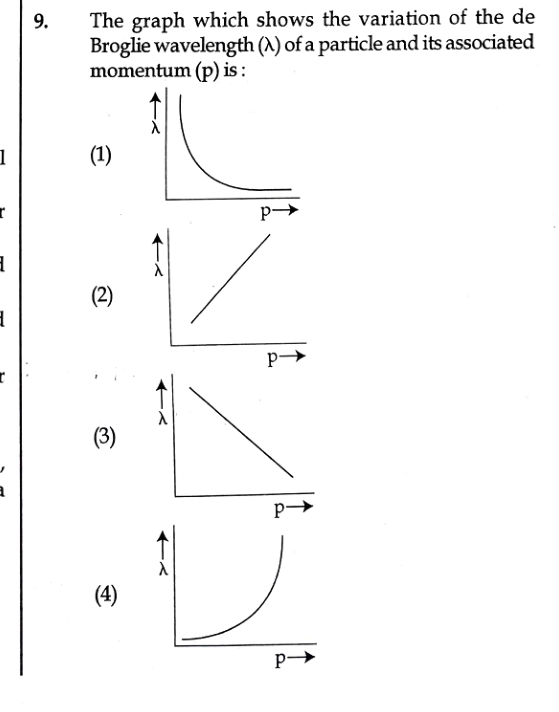 9. The graph which shows the variation of the de
Broglie wavelength (λ) of a particle and its associated
momentum (p) is :
λ
(1)
p
λ
(2)
p
λ
(3)
p
λ
(4)
p
l
r
d
d
r
,
a